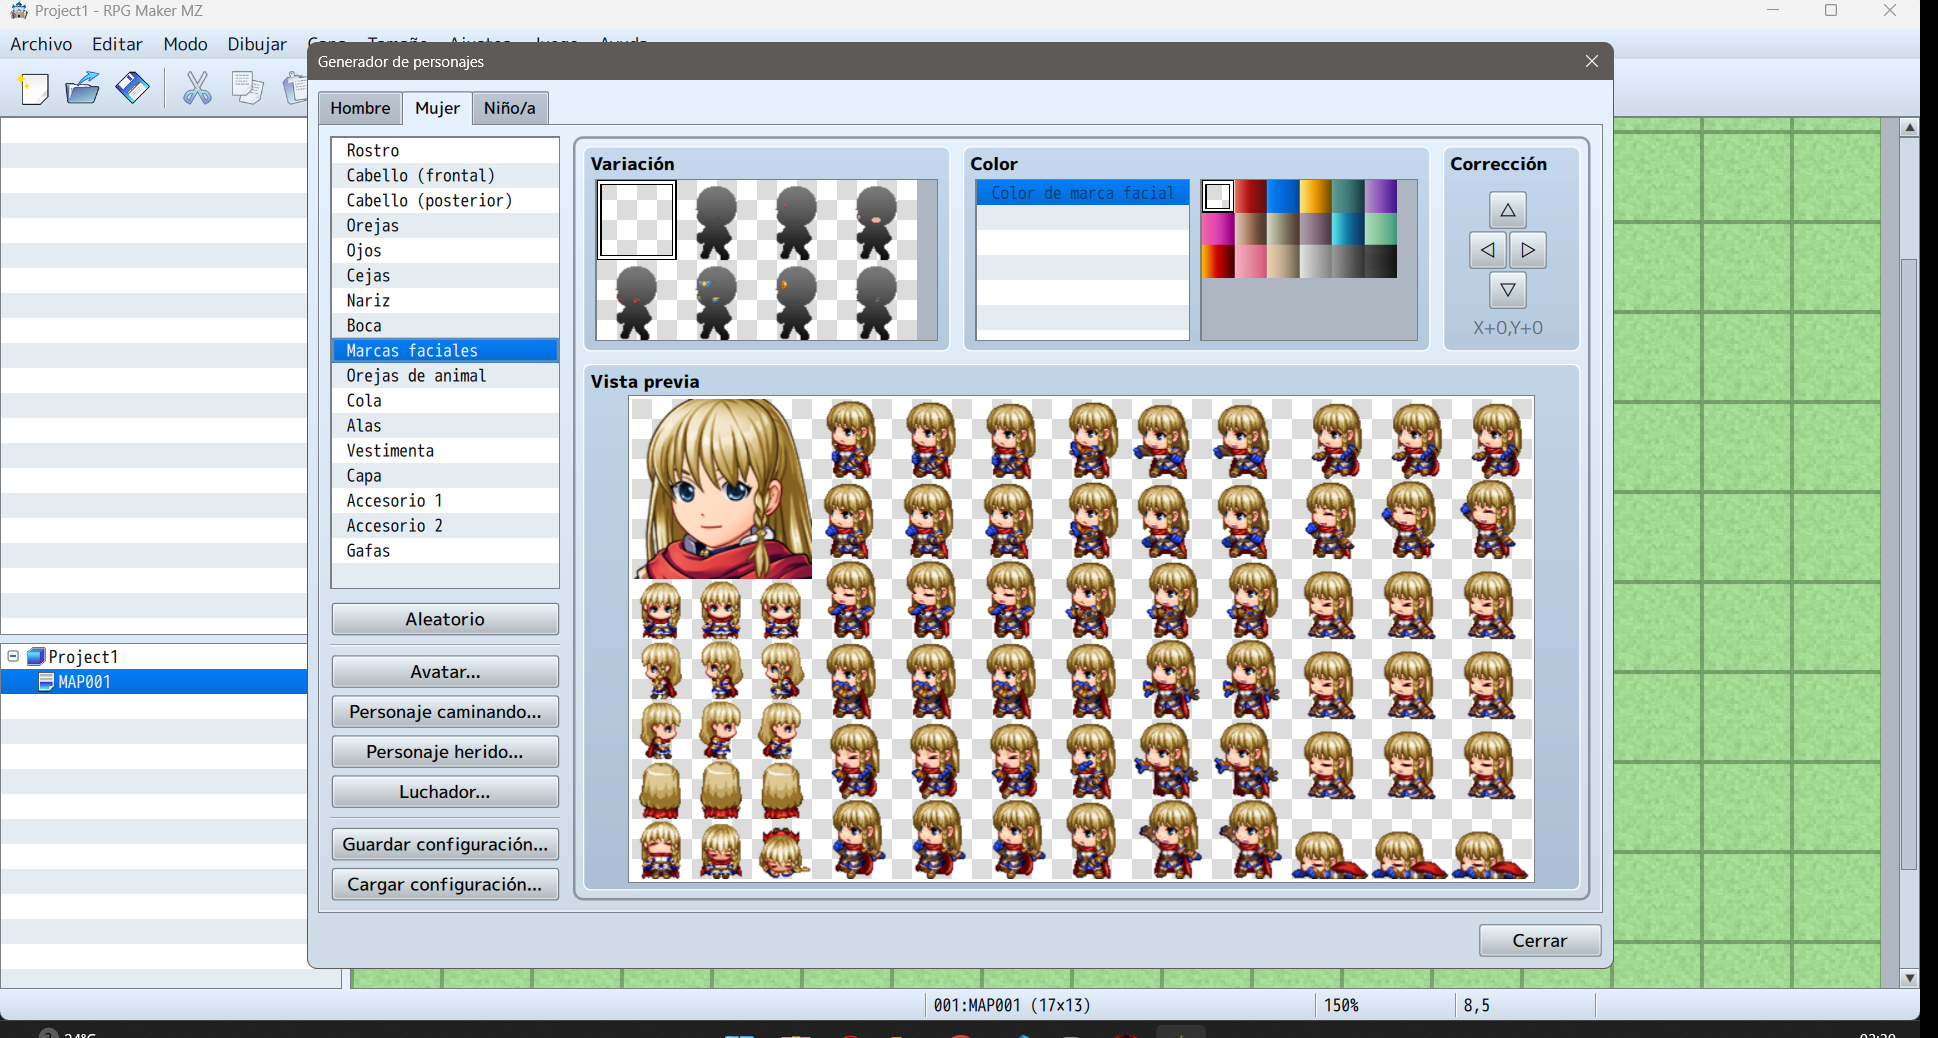 Project1 - RPG Maker MZ
Archivo Editar Modo Dibujar
Generador de personajes
Hombre Mujer Niño/a
Rostro
Cabello (frontal)
Cabello (posterior)
Orejas
Ojos
Cejas
Nariz
Boca
Marcas faciales
Orejas de animal
Cola
Alas
Vestimenta
Capa
Accesorio 1
Accesorio 2
Gafas
Aleatorio
Avatar...
Personaje caminando...
Personaje herido...
Luchador...
Guardar configuración...
Cargar configuración...
Variación
Color
Color de marca facial
Corrección
X+0,Y+0
Vista previa
Cerrar
Project1
MAP001
001:MAP001 (17×13)
150%
8,5